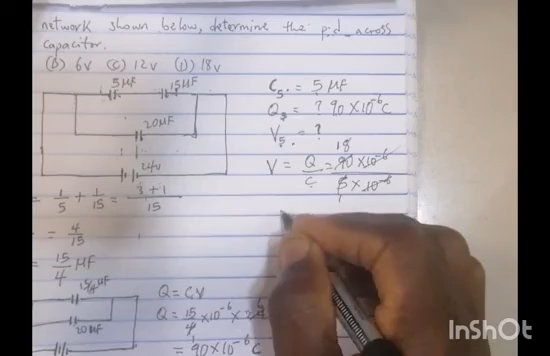 network shown below, determine the p.d across
capacitor.
(B) 6V (C) 12V (D) 18V
5μF 15μF
20μF
24V
= 1/5 + 1/15 = 3+1/15
= 4/15
= 15/4 μF
15/4 μF
20μF
C5. = 5μF
Q5 = ? 90 × 10⁻⁶C
V5. = ?
18
V = Q/C = 90×10⁻⁶/5×10⁻⁶
1
Q = CV
Q = 15/4 × 10⁻⁶ × 24
= 90×10⁻⁶ C
InShOt